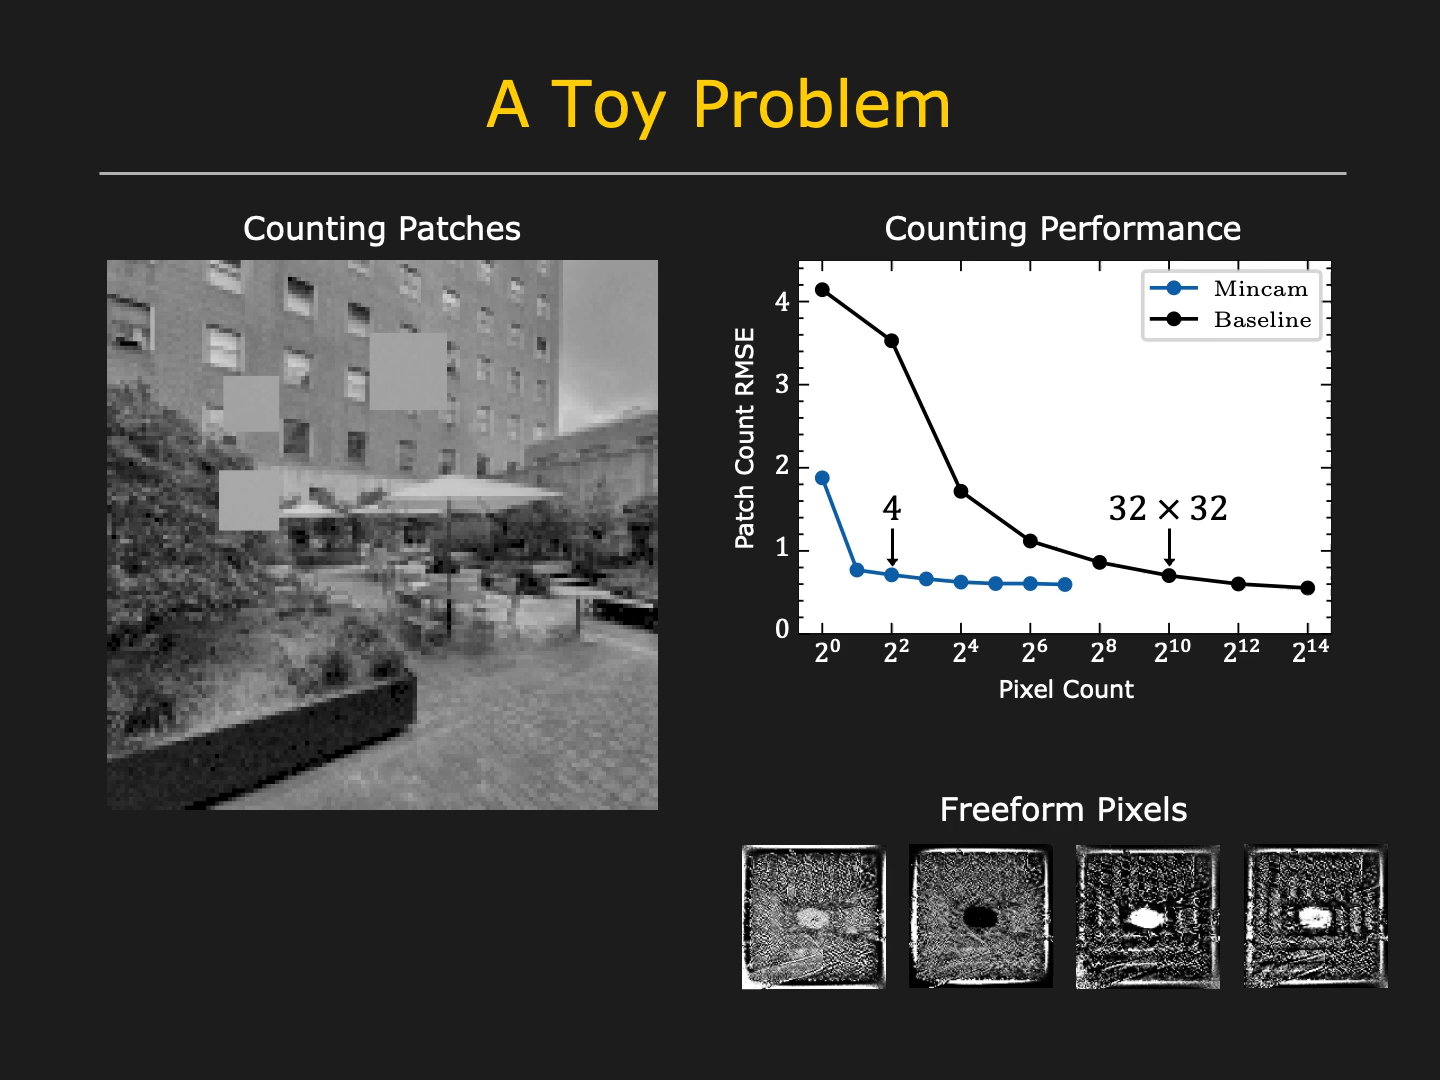 A Toy Problem
Counting Patches
Counting Performance
Patch Count RMSE
4
3
2
1
0
Mincam
Baseline
4
32 × 32
2⁰ 2² 2⁴ 2⁶ 2⁸ 2¹⁰ 2¹² 2¹⁴
Pixel Count
Freeform Pixels